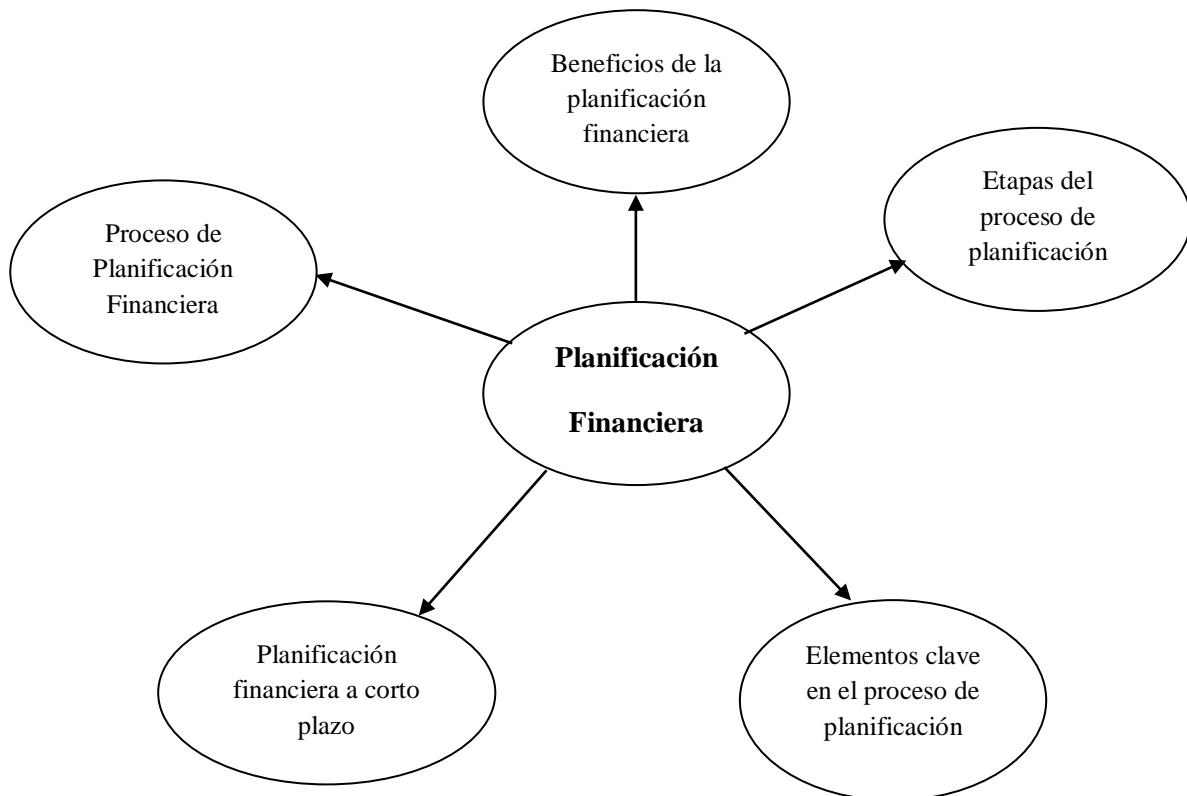 Beneficios de la
planificación
financiera
Etapas del
proceso de
planificación
Proceso de
Planificación
Financiera
Planificación
Financiera
Planificación
financiera a corto
plazo
Elementos clave
en el proceso de
planificación